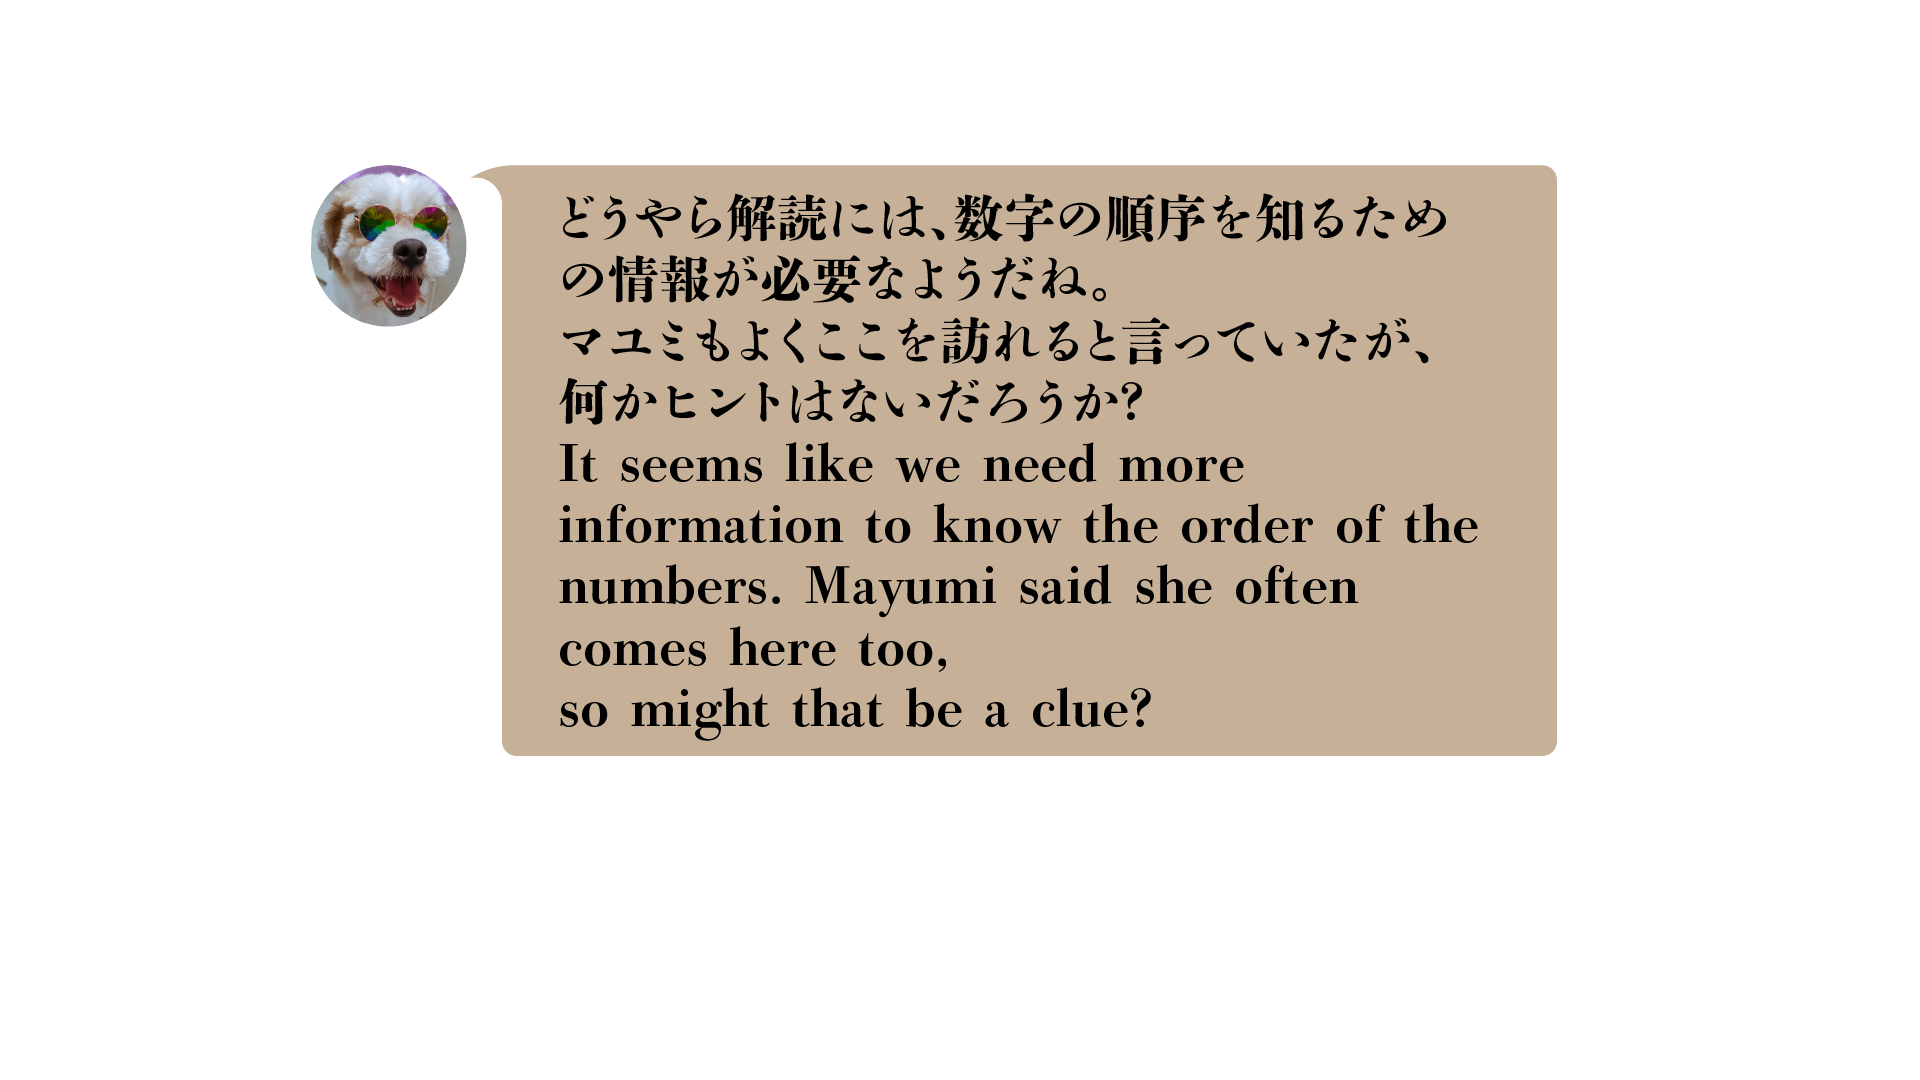 どうやら解読には、数字の順序を知るため
の情報が必要なようだね。
マユミもよくここを訪れると言っていたが、
何かヒントはないだろうか?
It seems like we need more
information to know the order of the
numbers. Mayumi said she often
comes here too,
so might that be a clue?